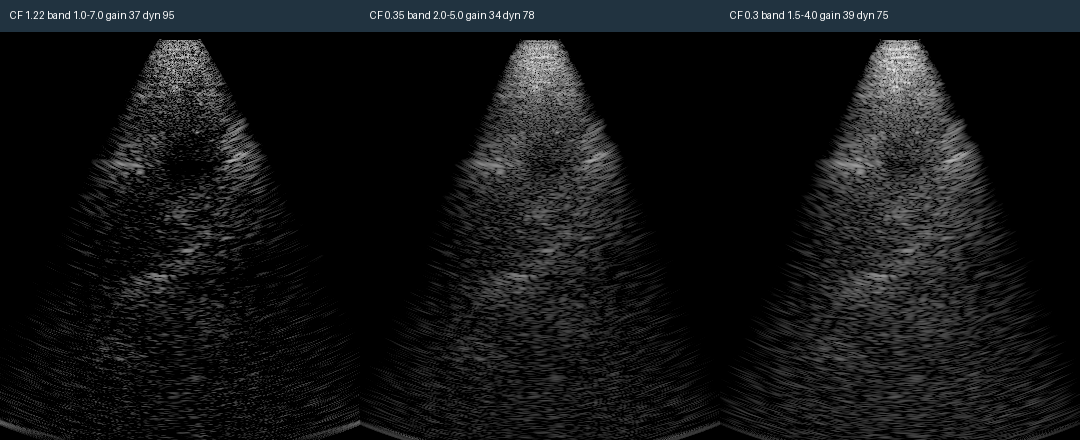 CF 1.22 band 1.0-7.0 gain 37 dyn 95
CF 0.35 band 2.0-5.0 gain 34 dyn 78
CF 0.3 band 1.5-4.0 gain 39 dyn 75